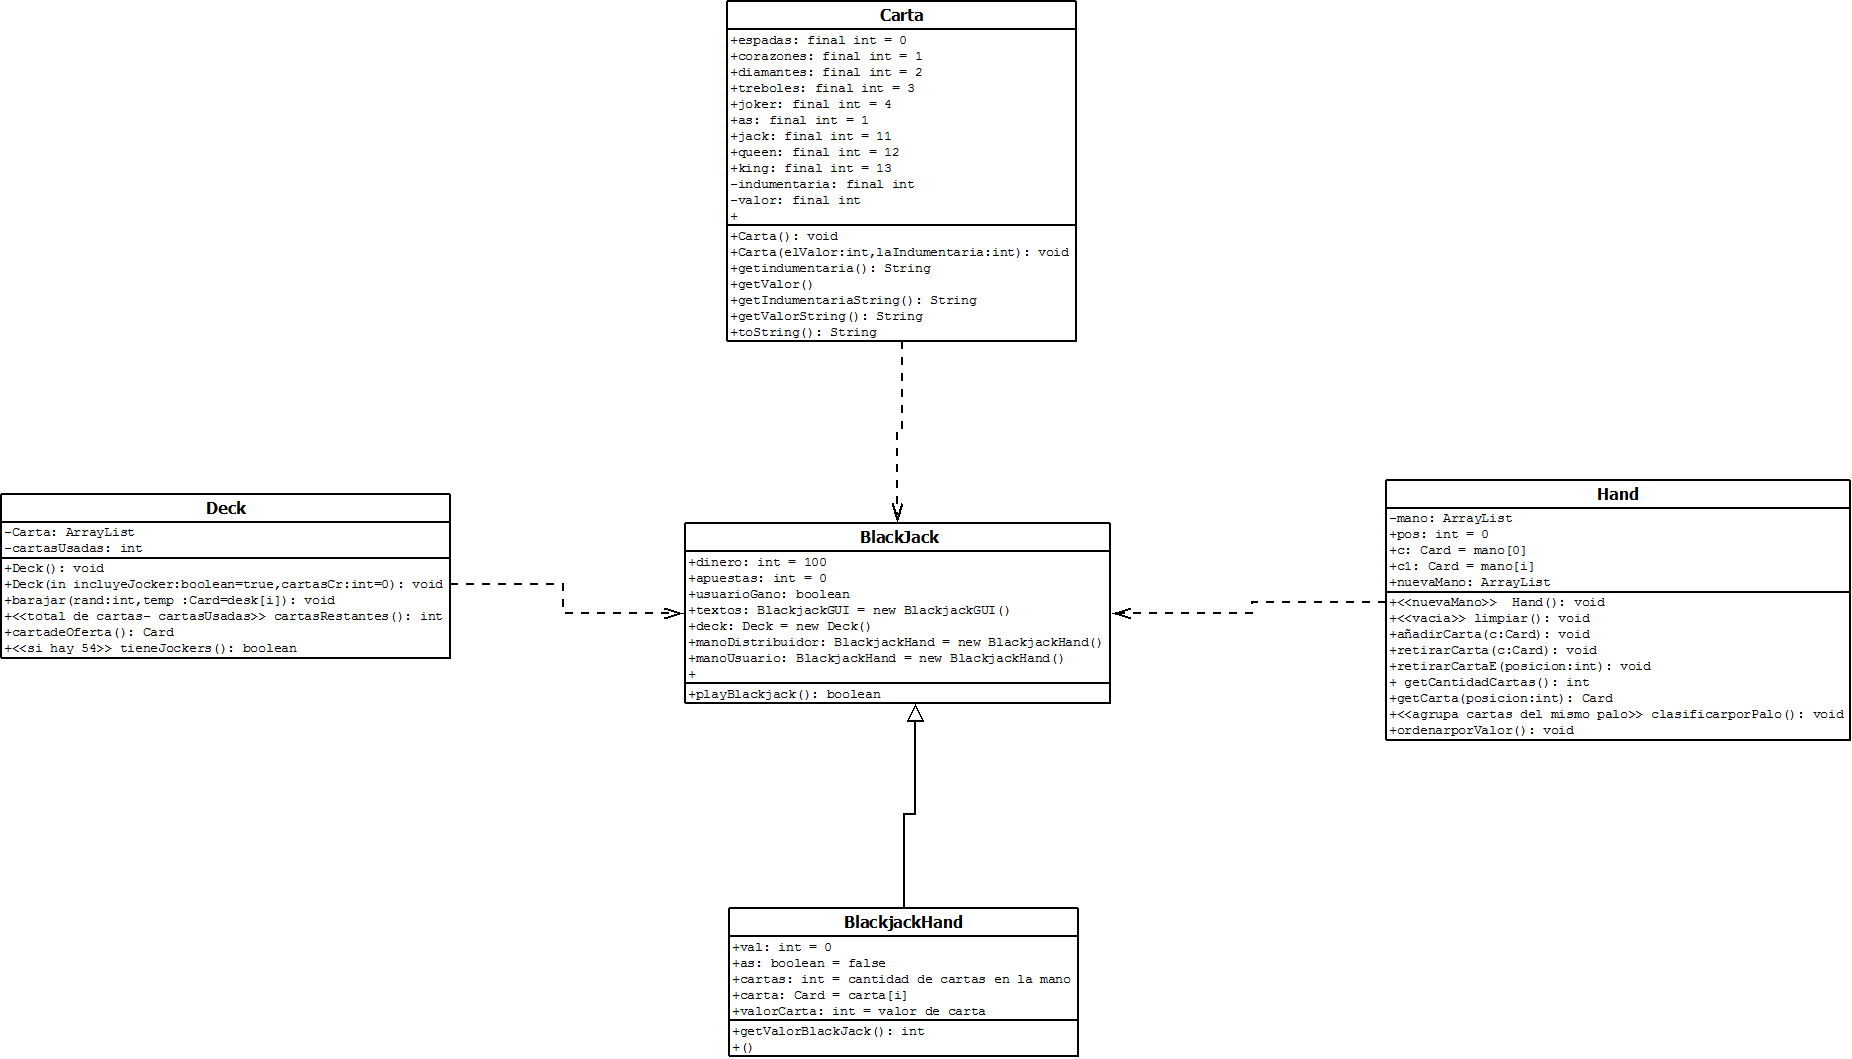 Carta
+espadas: final int = 0
+corazones: final int = 1
+diamantes: final int = 2
+treboles: final int = 3
+joker: final int = 4
+as: final int = 1
+jack: final int = 11
+queen: final int = 12
+king: final int = 13
-indumentaria: final int
-valor: final int
+
+Carta(): void
+Carta(elValor:int,laIndumentaria:int): void
+getindumentaria(): String
+getValor()
+getIndumentariaString(): String
+getValorString(): String
+toString(): String
Deck
-Carta: ArrayList
-cartasUsadas: int
+Deck(): void
+Deck(in incluyeJocker:boolean=true,cartasCr:int=0): void
+barajar(rand:int,temp :Card=desk[i]): void
+<<total de cartas- cartasUsadas>> cartasRestantes(): int
+cartadeOferta(): Card
+<<si hay 54>> tieneJockers(): boolean
BlackJack
+dinero: int = 100
+apuestas: int = 0
+usuarioGano: boolean
+textos: BlackjackGUI = new BlackjackGUI()
+deck: Deck = new Deck()
+manoDistribuidor: BlackjackHand = new BlackjackHand()
+manoUsuario: BlackjackHand = new BlackjackHand()
+
+playBlackjack(): boolean
Hand
-mano: ArrayList
+pos: int = 0
+c: Card = mano[0]
+c1: Card = mano[i]
+nuevaMano: ArrayList
+<<nuevaMano>>  Hand(): void
+<<vacia>> limpiar(): void
+añadirCarta(c:Card): void
+retirarCarta(c:Card): void
+retirarCartaE(posicion:int): void
+ getCantidadCartas(): int
+getCarta(posicion:int): Card
+<<agrupa cartas del mismo palo>> clasificarporPalo(): void
+ordenarporValor(): void
BlackjackHand
+val: int = 0
+as: boolean = false
+cartas: int = cantidad de cartas en la mano
+carta: Card = carta[i]
+valorCarta: int = valor de carta
+getValorBlackJack(): int
+()